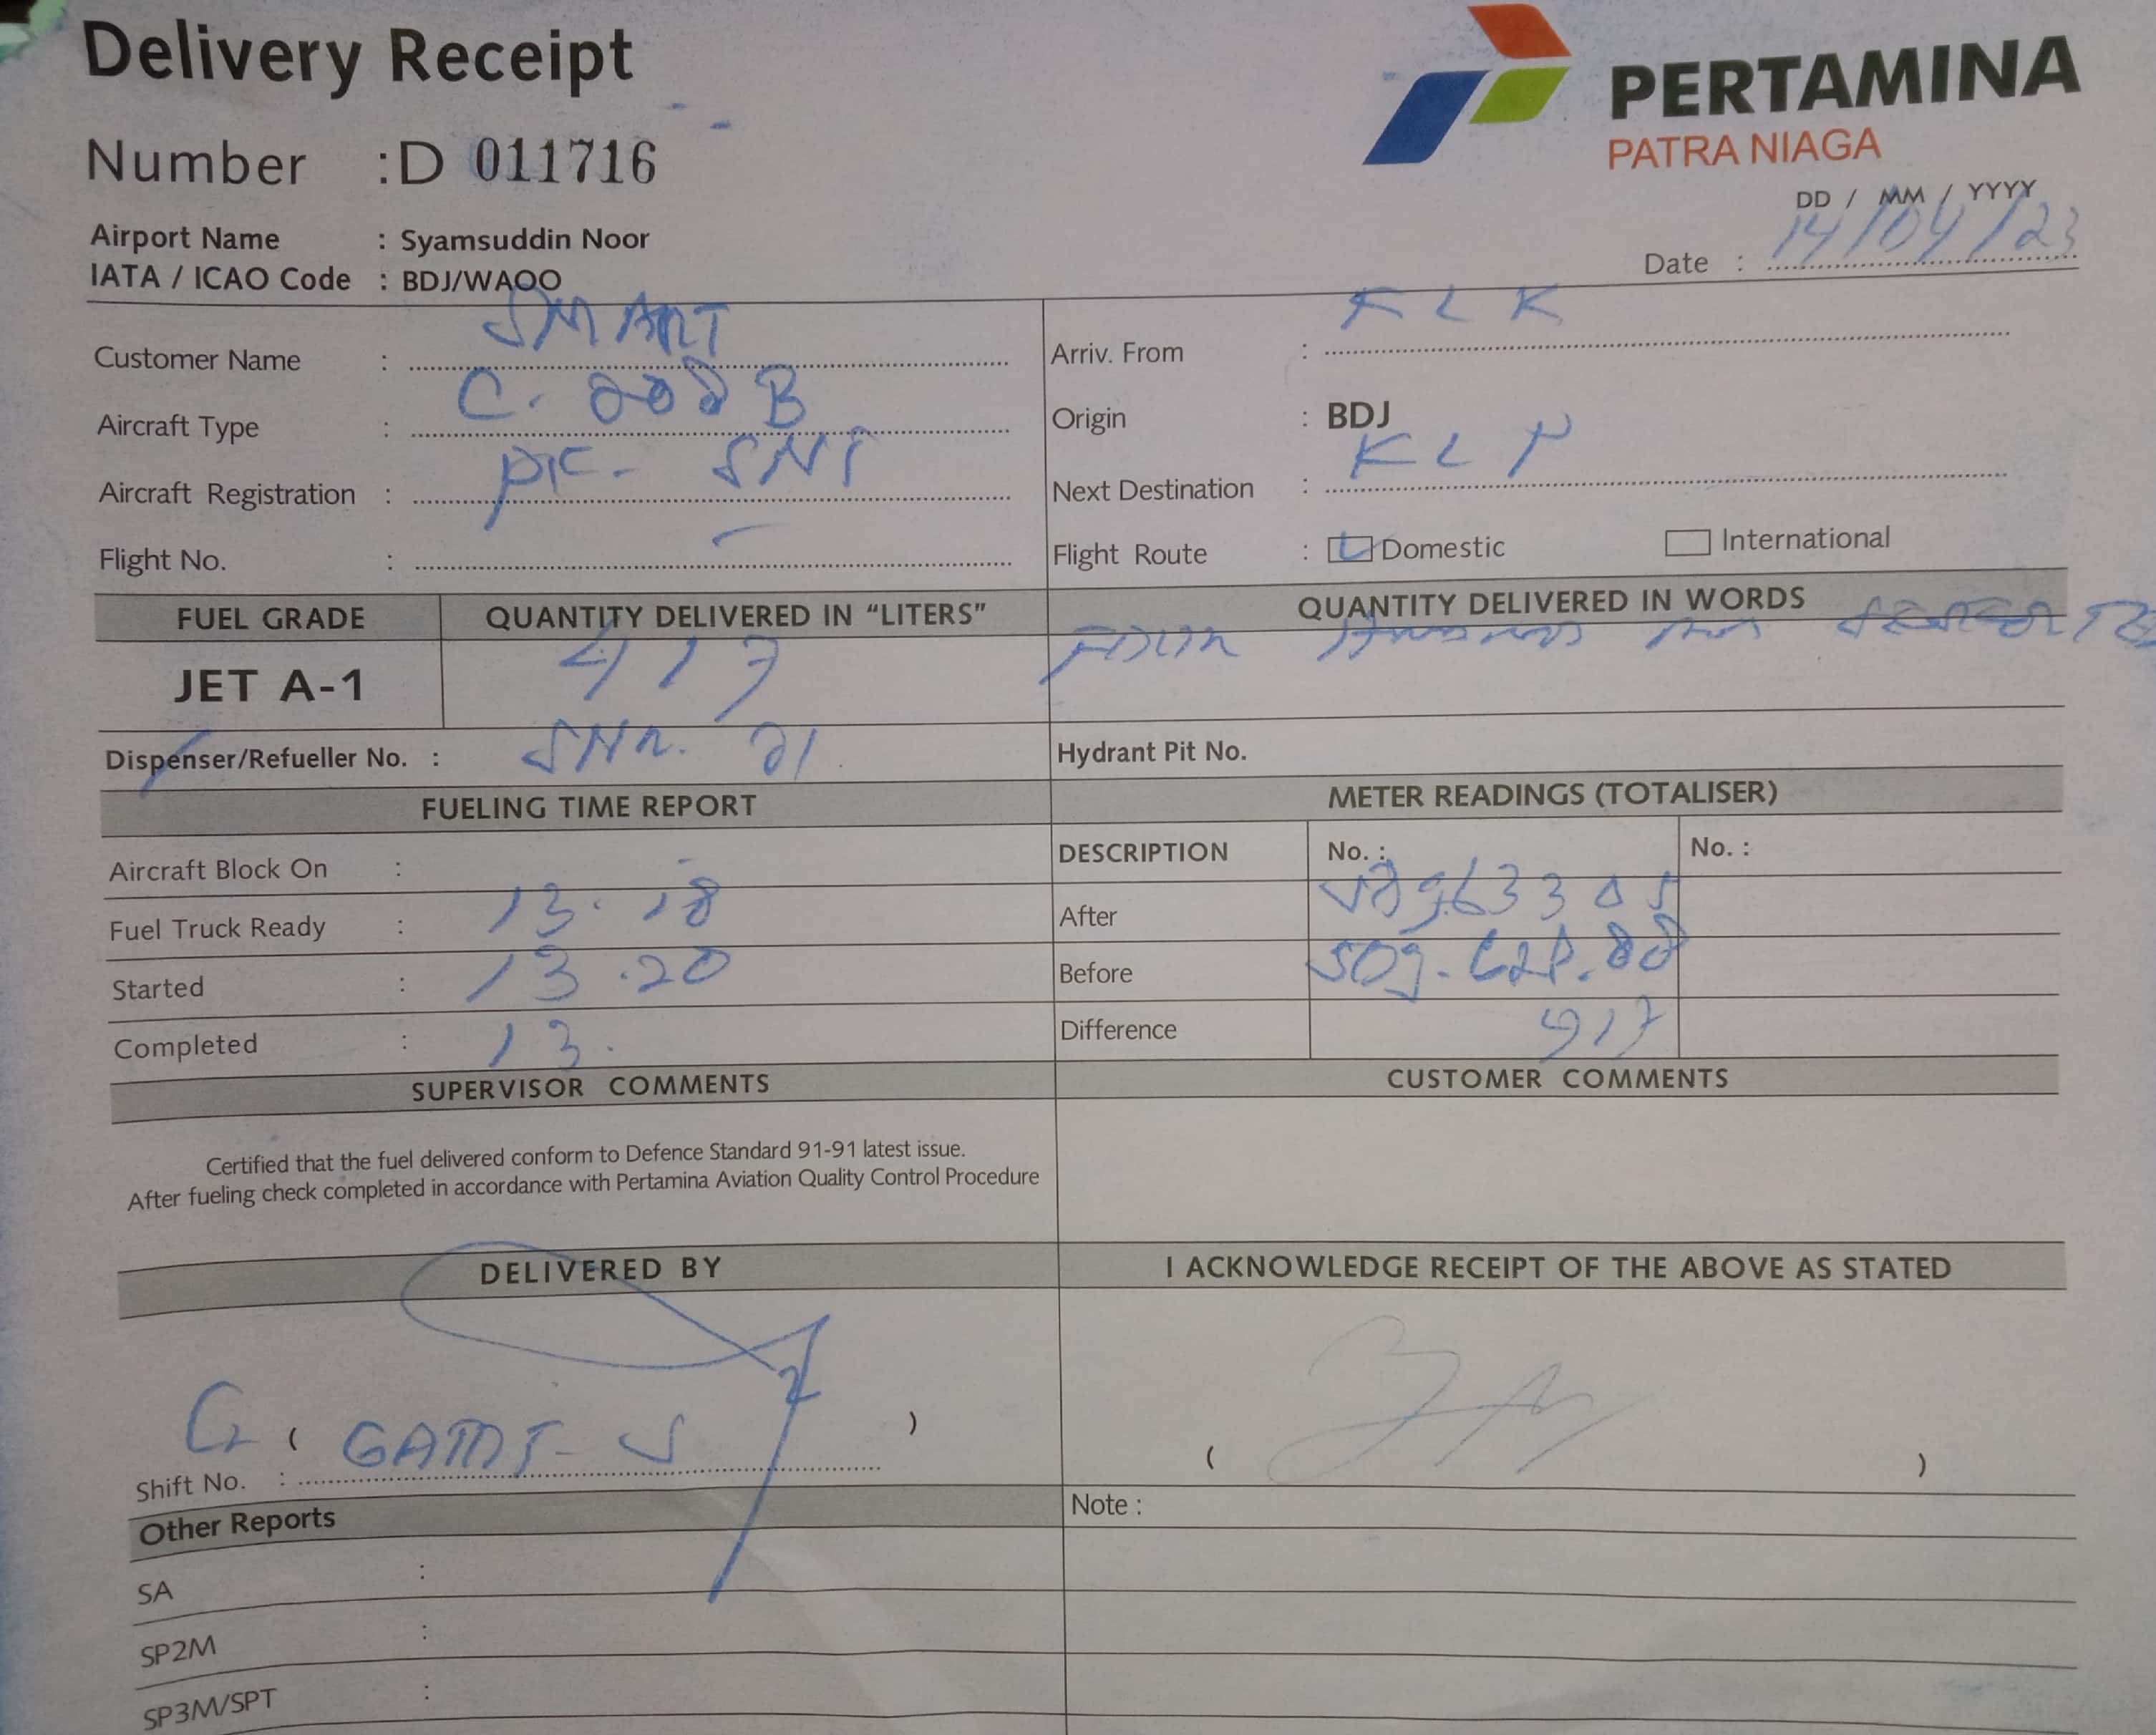 Delivery Receipt
PERTAMINA
PATRA NIAGA
Number : D 011716
DD / MM / YYYY
Airport Name : Syamsuddin Noor
Date : 14/04/23
IATA / ICAO Code : BDJ/WAOO
Customer Name : SMART
Arriv. From : KLK
Aircraft Type : C. 208 B
Origin : BDJ
Aircraft Registration : PK-
Next Destination : KLP
Flight No. : -
Flight Route : Domestic International
FUEL GRADE
QUANTITY DELIVERED IN “LITERS”
QUANTITY DELIVERED IN WORDS
JET A-1
417
FOUR
Dispenser/Refueller No. : 21
Hydrant Pit No.
FUELING TIME REPORT
METER READINGS (TOTALISER)
Aircraft Block On :
DESCRIPTION No. : No. :
Fuel Truck Ready : 13.18
After
Started : 13.20
Before
Completed : 13.
Difference
SUPERVISOR COMMENTS
CUSTOMER COMMENTS
Certified that the fuel delivered conform to Defence Standard 91-91 latest issue.
After fueling check completed in accordance with Pertamina Aviation Quality Control Procedure
DELIVERED BY
I ACKNOWLEDGE RECEIPT OF THE ABOVE AS STATED
( )
( )
Shift No. :
Other Reports
Note :
SA :
SP2M :
SP3M/SPT :